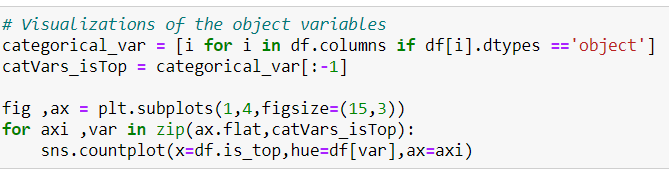 # Visualizations of the object variables
categorical_var = [i for i in df.columns if df[i].dtypes =='object']
catVars_isTop = categorical_var[:-1]

fig ,ax = plt.subplots(1,4,figsize=(15,3))
for axi ,var in zip(ax.flat,catVars_isTop):
    sns.countplot(x=df.is_top,hue=df[var],ax=axi)